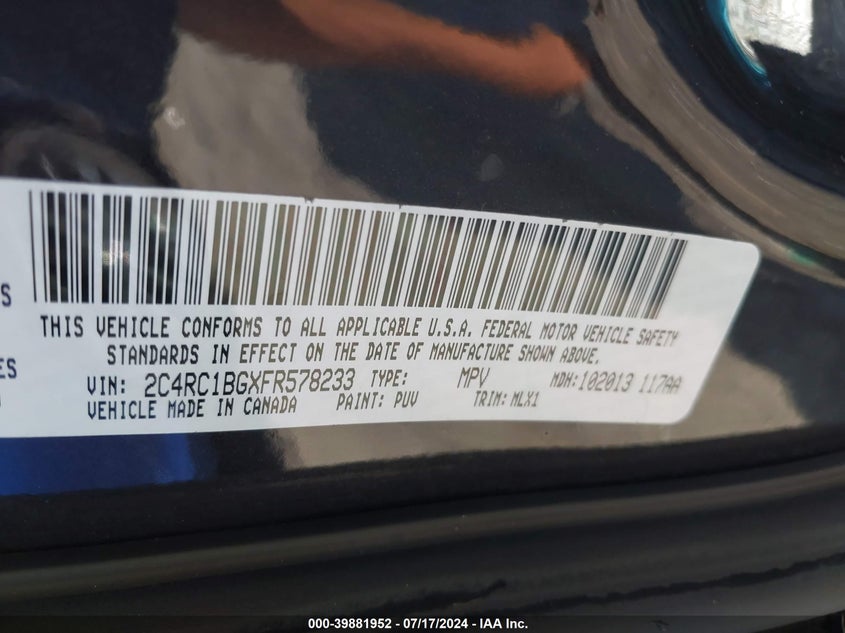 THIS VEHICLE CONFORMS TO ALL APPLICABLE U.S.A. FEDERAL MOTOR VEHICLE SAFETY
S
STANDARDS IN EFFECT ON THE DATE OF MANUFACTURE SHOWN ABOVE.
ES
VIN: 2C4RC1BGXFR578233 TYPE: MPV MDH: 102013 117AA
VEHICLE MADE IN CANADA PAINT: PUV TRIM: MLX1
000-39881952 - 07/17/2024 - IAA Inc.